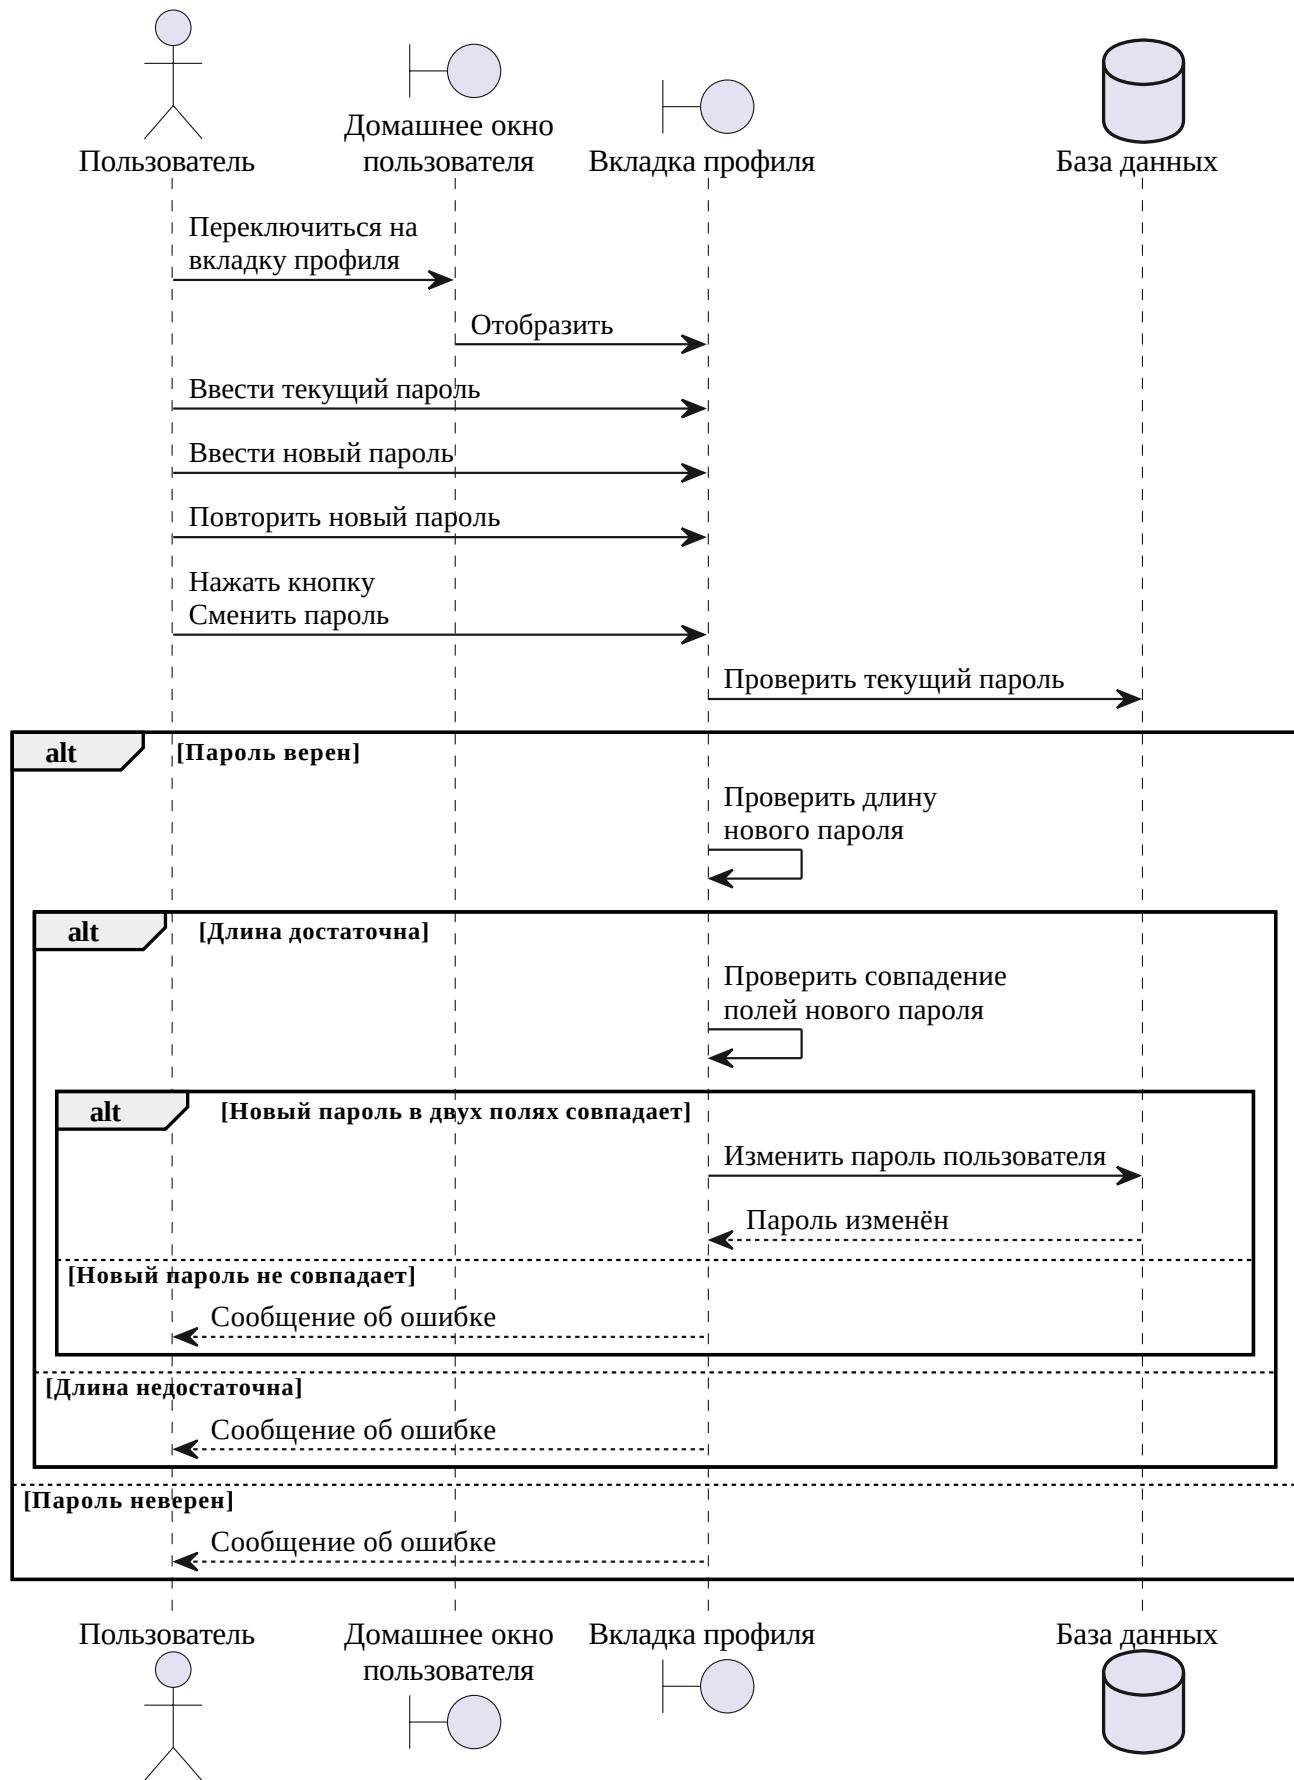 Домашнее окно
Пользователь
пользователя
Вкладка профиля
База данных
Переключиться на
вкладку профиля
Отобразить
Ввести текущий пароль
Ввести новый пароль
Повторить новый пароль
Нажать кнопку
Сменить пароль
Проверить текущий пароль
alt
[Пароль верен]
Проверить длину
нового пароля
alt
[Длина достаточна]
Проверить совпадение
полей нового пароля
alt
[Новый пароль в двух полях совпадает]
Изменить пароль пользователя
Пароль изменён
[Новый пароль не совпадает]
Сообщение об ошибке
[Длина недостаточна]
Сообщение об ошибке
[Пароль неверен]
Сообщение об ошибке
Пользователь
Домашнее окно
пользователя
Вкладка профиля
База данных